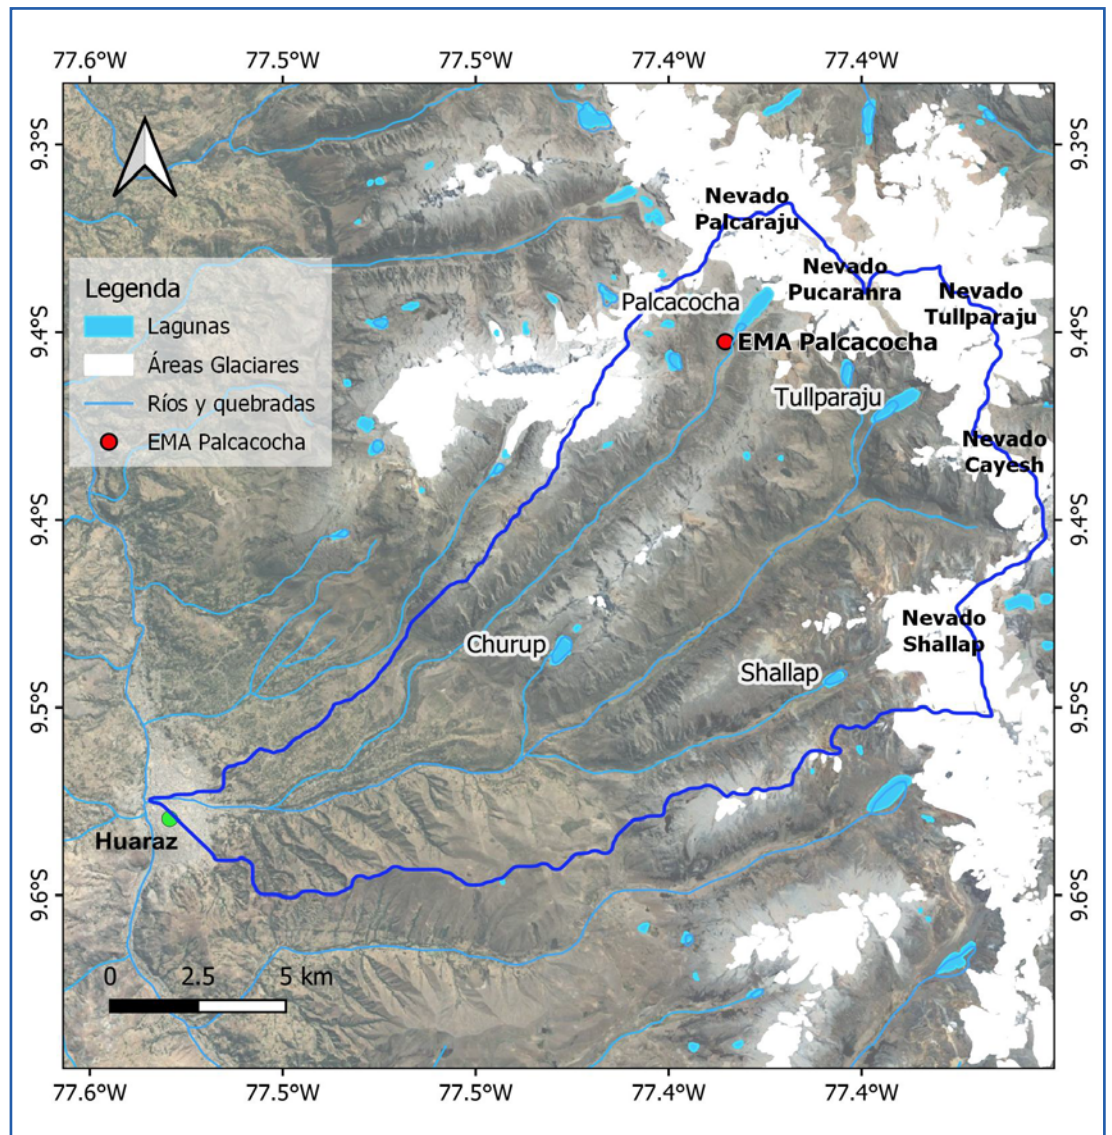 77.6°W 77.5°W 77.5°W 77.4°W 77.4°W
9.3°S 9.3°S
Nevado
Palcaraju
Nevado
Pucaranra
Nevado
Tullparaju
Legenda
Lagunas
Áreas Glaciares
Ríos y quebradas
EMA Palcacocha
Palcacocha
EMA Palcacocha
9.4°S 9.4°S
Tullparaju
Nevado
Cayesh
9.4°S 9.4°S
Nevado
Shallap
Churup
Shallap
9.5°S 9.5°S
Huaraz
9.6°S 9.6°S
0 2.5 5 km
77.6°W 77.5°W 77.5°W 77.4°W 77.4°W